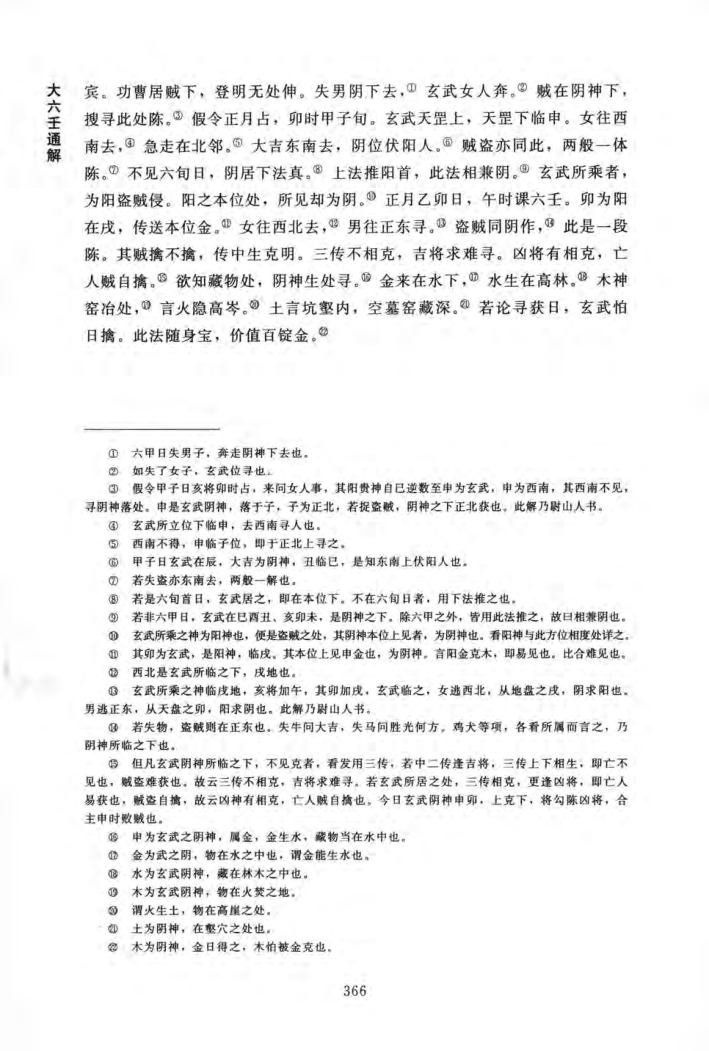 大六壬通解
宾。功曹居贼下，登明无处伸。失男阴下去，① 玄武女人奔。② 贼在阴神下，
搜寻此处陈。③ 假令正月占，卯时甲子旬。玄武天罡上，天罡下临申。女往西
南去，④ 急走在北邻。⑤ 大吉东南去，阴位伏阳人。⑥ 贼盗亦同此，两般一体
陈。⑦ 不见六旬日，阴居下法真。⑧ 上法推阳首，此法相兼阴。⑨ 玄武所乘者，
为阳盗贼侵。阳之本位处，所见却为阴。⑩ 正月乙卯日，午时课六壬。卯为阳
在戌，传送本位金。⑪ 女往西北去，⑫ 男往正东寻。⑬ 盗贼同阴作，⑭ 此是一段
陈。其贼擒不擒，传中生克明。三传不相克，吉将求难寻。凶将有相克，亡
人贼自擒。⑮ 欲知藏物处，阴神生处寻。⑯ 金来在水下，⑰ 水生在高林。⑱ 木神
窑冶处，⑲ 言火隐高岑。⑳ 土言坑壑内，空墓窑藏深。㉑ 若论寻获日，玄武怕
日擒。此法随身宝，价值百锭金。㉒
① 六甲日失男子，奔走阴神下去也。
② 如失了女子，玄武位寻也。
③ 假令甲子日亥将卯时占，来问女人事，其阳贵神自巳逆数至申为玄武，申为西南，其西南不见，
寻阴神落处。申是玄武阴神，落于子，子为正北，若捉盗贼，阴神之下正北获也。此解乃尉山人书。
④ 玄武所立位下临申，去西南寻人也。
⑤ 西南不得，申临子位，即于正北上寻之。
⑥ 甲子日玄武在辰，大吉为阴神，丑临巳，是知东南上伏阳人也。
⑦ 若失盗亦东南去，两般一解也。
⑧ 若是六旬首日，玄武居之，即在本位下。不在六旬日者，用下法推之也。
⑨ 若非六甲日，玄武在巳酉丑、亥卯未，是阴神之下。除六甲之外，皆用此法推之，故曰相兼阴也。
⑩ 玄武所乘之神为阳神也，便是盗贼之处，其阴神本位上见者，为阴神也。看阳神与此方位相度处详之。
⑪ 其卯为玄武，是阳神，临戌。其本位上见申金也，为阴神。言阳金克木，即易见也。比合难见也。
⑫ 西北是玄武所临之下，戌地也。
⑬ 玄武所乘之神临戌地，亥将加午，其卯加戌，玄武临之，女逃西北，从地盘之戌，阴求阳也。
男逃正东，从天盘之卯，阳求阴也。此解乃尉山人书。
⑭ 若失物，盗贼则在正东也。失牛问大吉，失马问胜光何方。鸡犬等项，各看所属而言之，乃
阴神所临之下也。
⑮ 但凡玄武阴神所临之下，不见克者，看发用三传，若中二传逢吉将，三传上下相生，即亡不
见也，贼盗难获也。故云三传不相克，吉将求难寻。若玄武所居之处，三传相克，更逢凶将，即亡人
易获也，贼盗自擒，故云凶神有相克，亡人贼自擒也。今日玄武阴神申卯，上克下，将勾陈凶将，合
主申时败贼也。
⑯ 申为玄武之阴神，属金，金生水，藏物当在水中也。
⑰ 金为武之阴，物在水之中也，谓金能生水也。
⑱ 水为玄武阴神，藏在林木之中也。
⑲ 木为玄武阴神，物在火焚之地。
⑳ 谓火生土，物在高崖之处。
㉑ 土为阴神，在壑穴之处也。
㉒ 木为阴神，金日得之，木怕被金克也。
366